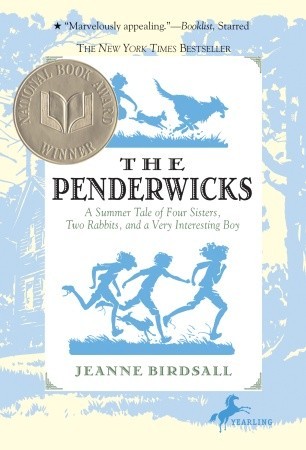 ★ "Marvelously appealing."—Booklist, Starred
THE NEW YORK TIMES BESTSELLER
NATIONAL BOOK AWARD
WINNER
THE
PENDERWICKS
A Summer Tale of Four Sisters,
Two Rabbits, and a Very Interesting Boy
JEANNE BIRDSALL
YEARLING